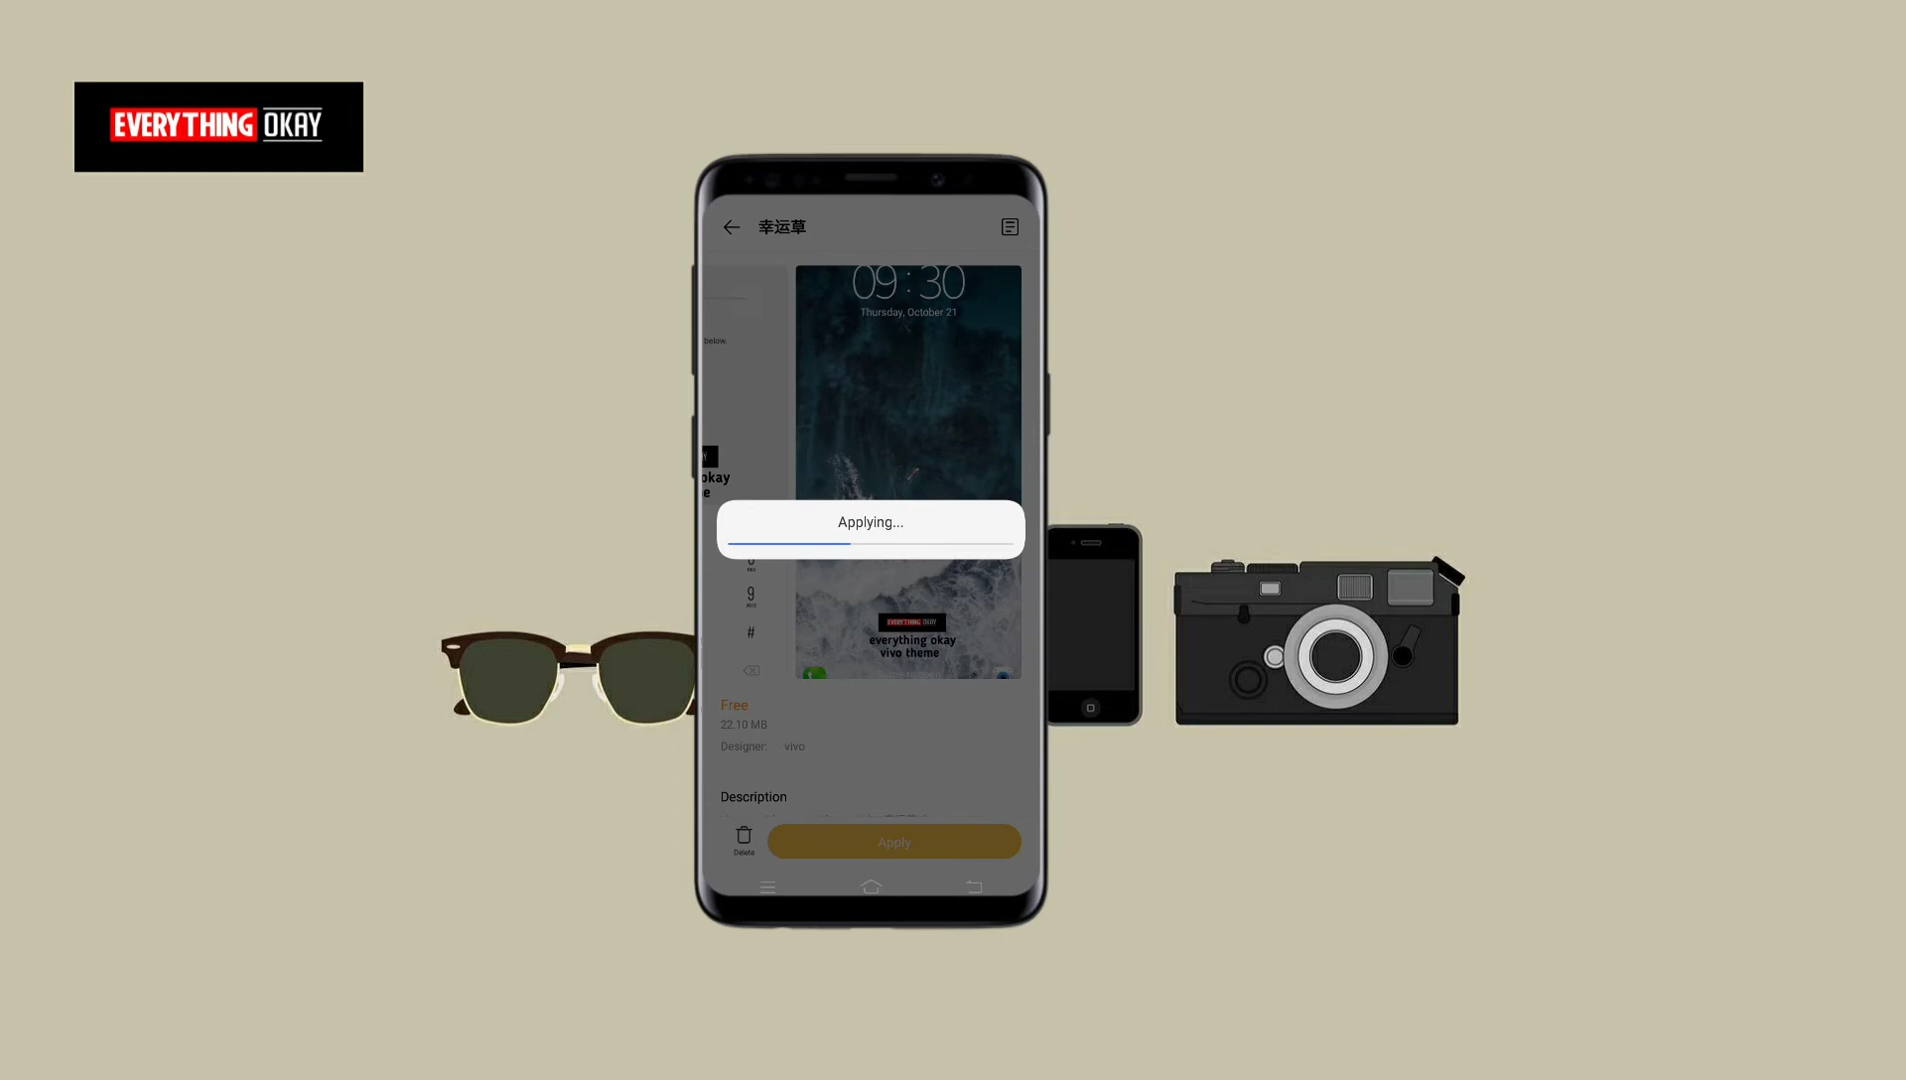 EVERYTHING OKAY
幸运草
09:30
Thursday, October 21
below.
okay
Applying...
9
#
EVERYTHING OKAY
everything okay
vivo theme
Free
22.10 MB
Designer: vivo
Description
Delete
Apply